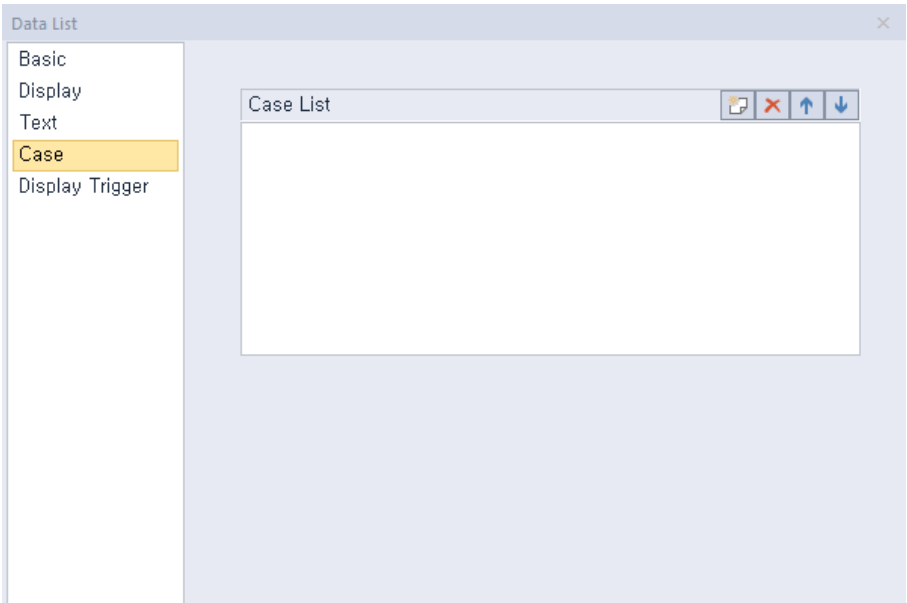 Data List
Basic
Display
Text
Case
Display Trigger
Case List